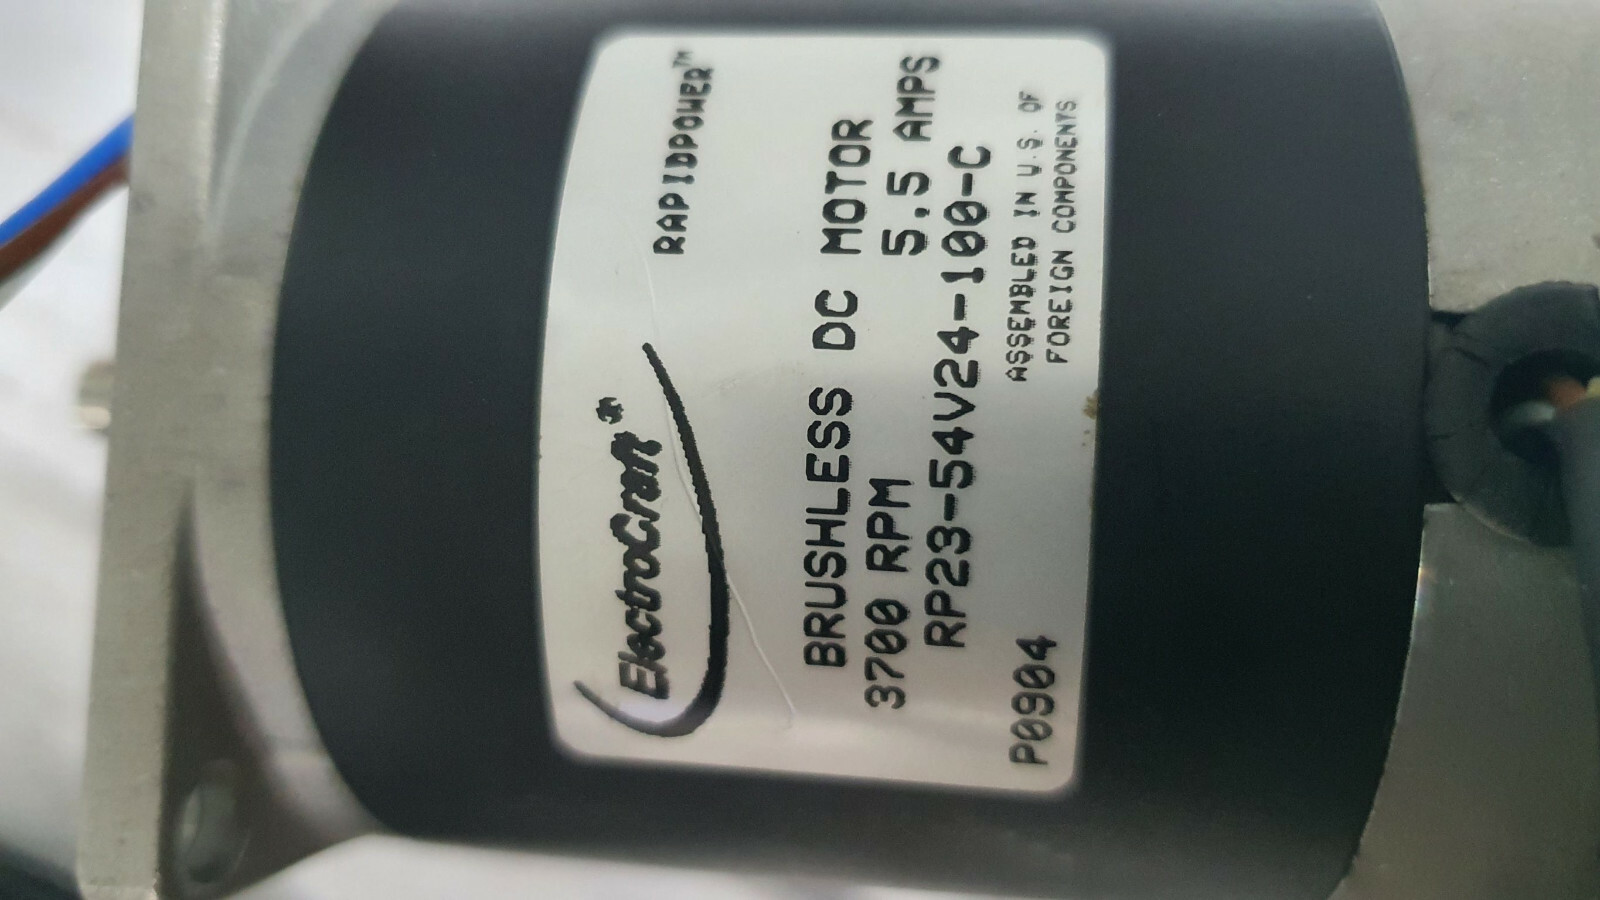 ElectroCraft®
RAPIDPOWER™
BRUSHLESS DC MOTOR
3700 RPM 5.5 AMPS
RP23-54V24-100-C
P0904
ASSEMBLED IN U.S. OF
FOREIGN COMPONENTS